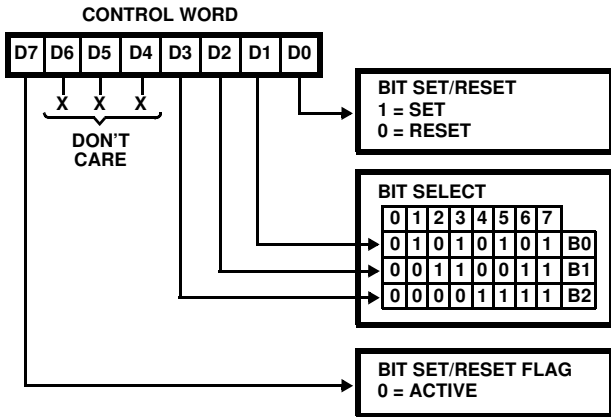 CONTROL WORD
D7 D6 D5 D4 D3 D2 D1 D0
X X X
DON'T
CARE
BIT SET/RESET
1 = SET
0 = RESET
BIT SELECT
0 1 2 3 4 5 6 7
0 1 0 1 0 1 0 1 B0
0 0 1 1 0 0 1 1 B1
0 0 0 0 1 1 1 1 B2
BIT SET/RESET FLAG
0 = ACTIVE